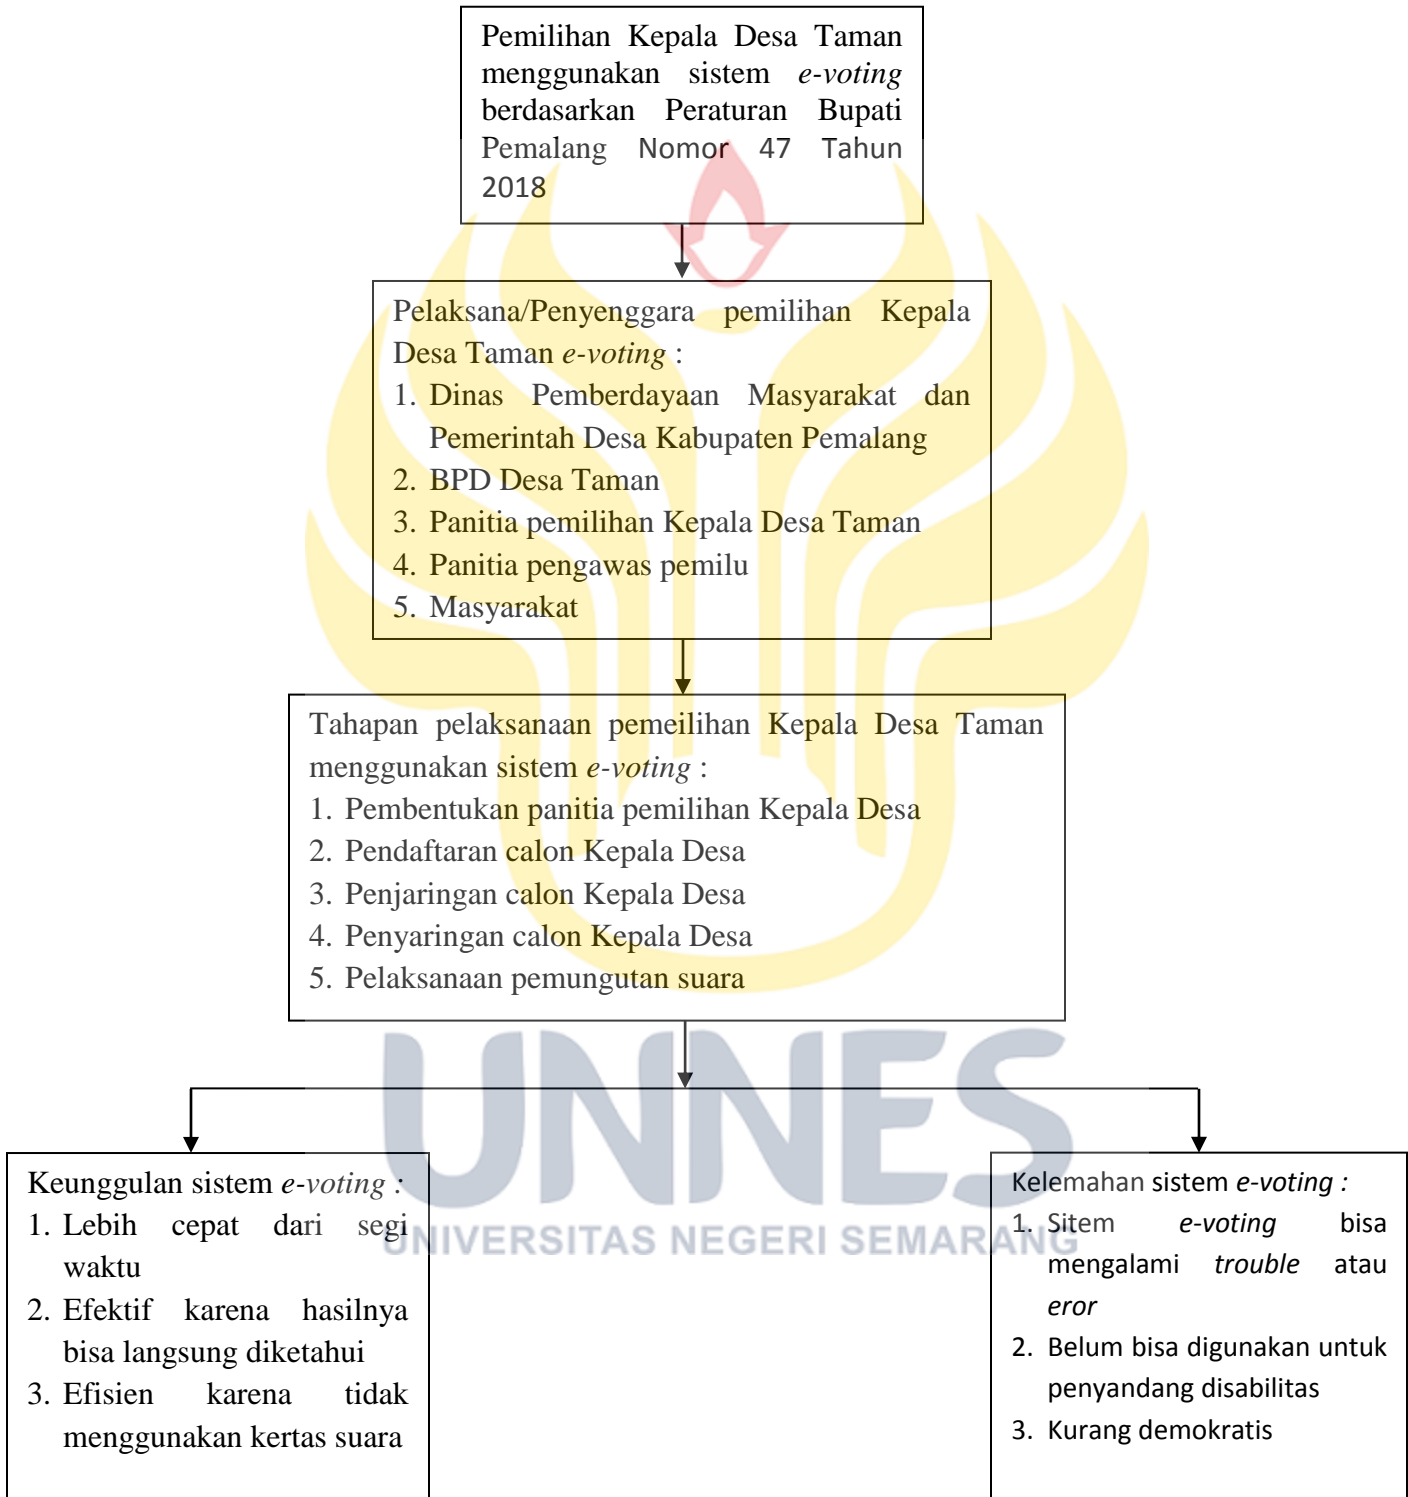 Pemilihan Kepala Desa Taman
menggunakan sistem e-voting
berdasarkan Peraturan Bupati
Pemalang Nomor 47 Tahun
2018
Pelaksana/Penyenggara pemilihan Kepala
Desa Taman e-voting :
1. Dinas Pemberdayaan Masyarakat dan
Pemerintah Desa Kabupaten Pemalang
2. BPD Desa Taman
3. Panitia pemilihan Kepala Desa Taman
4. Panitia pengawas pemilu
5. Masyarakat
Tahapan pelaksanaan pemeilihan Kepala Desa Taman
menggunakan sistem e-voting :
1. Pembentukan panitia pemilihan Kepala Desa
2. Pendaftaran calon Kepala Desa
3. Penjaringan calon Kepala Desa
4. Penyaringan calon Kepala Desa
5. Pelaksanaan pemungutan suara
UNNES
UNIVERSITAS NEGERI SEMARANG
Keunggulan sistem e-voting :
1. Lebih cepat dari segi
waktu
2. Efektif karena hasilnya
bisa langsung diketahui
3. Efisien karena tidak
menggunakan kertas suara
Kelemahan sistem e-voting :
1. Sitem e-voting bisa
mengalami trouble atau
eror
2. Belum bisa digunakan untuk
penyandang disabilitas
3. Kurang demokratis